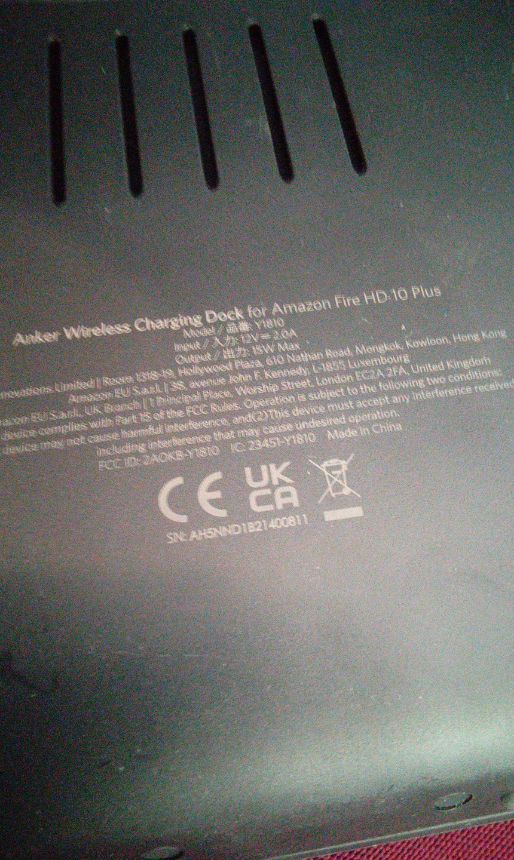 Anker Wireless Charging Dock for Amazon Fire HD 10 Plus
Model / 品番: Y1810
Input / 入力: 12V⎓2.0A
Output / 出力: 15W Max
novations Limited | Room 1318-19, Hollywood Plaza, 610 Nathan Road, Mongkok, Kowloon, Hong Kong
Amazon EU S.a.r.l. | 38, avenue John F. Kennedy, L-1855 Luxembourg
azon EU S.a.r.l., UK Branch | 1 Principal Place, Worship Street, London EC2A 2FA, United Kingdom
device complies with Part 15 of the FCC Rules. Operation is subject to the following two conditions:
device may not cause harmful interference, and(2)This device must accept any interference received
including interference that may cause undesired operation.
FCC ID: 2AOKB-Y1810 IC: 23451-Y1810 Made in China
CE UK CA
SN: AH5NND1B21400811